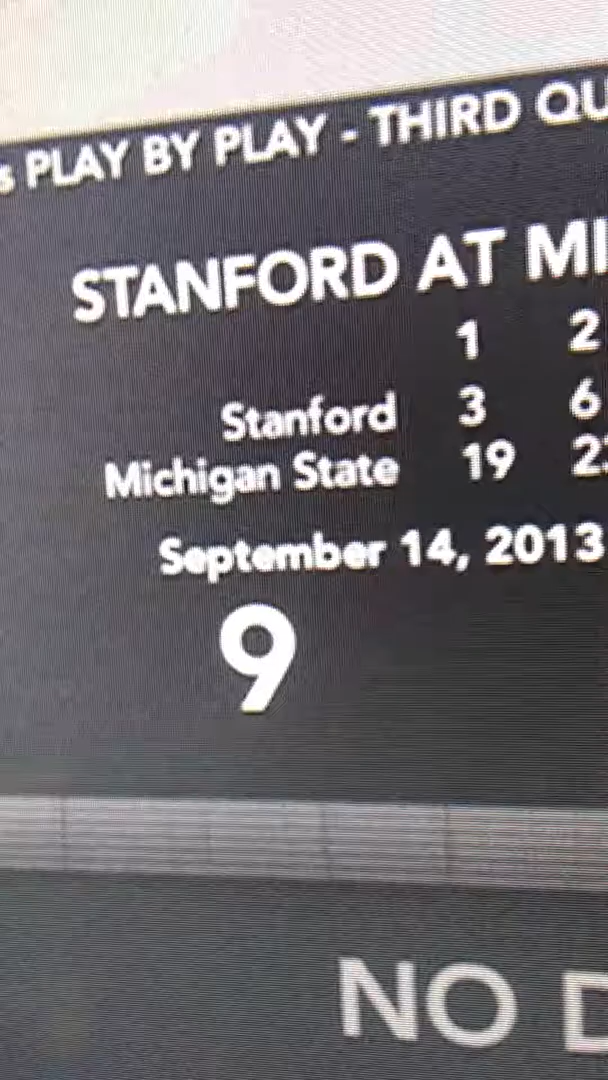 s PLAY BY PLAY - THIRD QU
STANFORD AT MI
1 2
Stanford 3 6
Michigan State 19
September 14, 2013
9
NO D